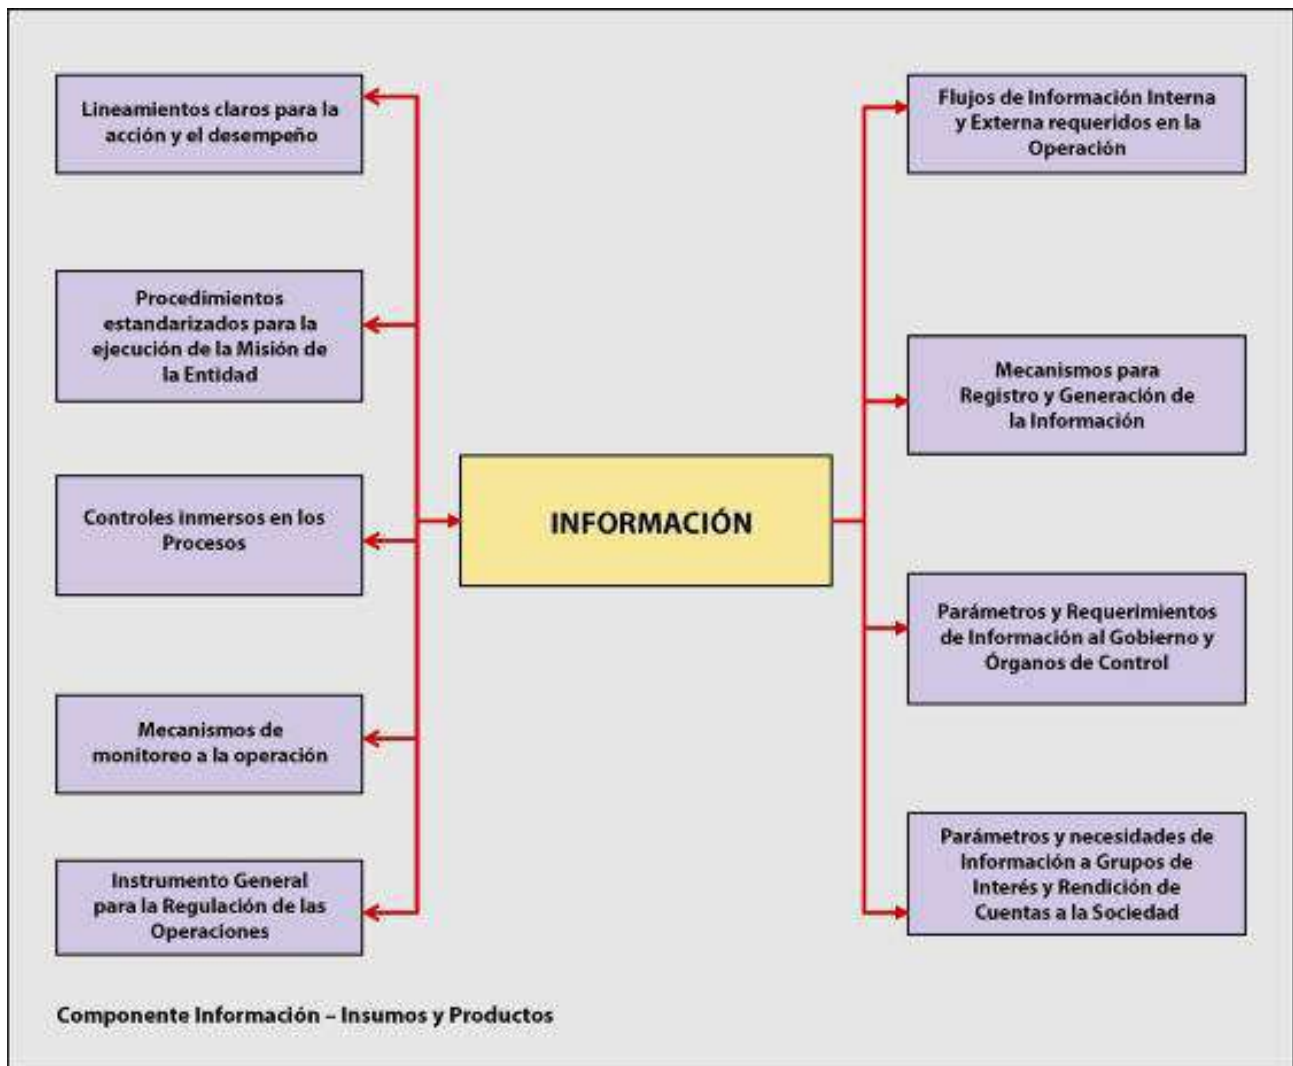 Lineamientos claros para la
acción y el desempeño
Procedimientos
estandarizados para la
ejecución de la Misión de
la Entidad
Controles inmersos en los
Procesos
Mecanismos de
monitoreo a la operación
Instrumento General
para la Regulación de las
Operaciones
INFORMACIÓN
Flujos de Información Interna
y Externa requeridos en la
Operación
Mecanismos para
Registro y Generación de
la Información
Parámetros y Requerimientos
de Información al Gobierno y
Órganos de Control
Parámetros y necesidades de
Información a Grupos de
Interés y Rendición de
Cuentas a la Sociedad
Componente Información – Insumos y Productos